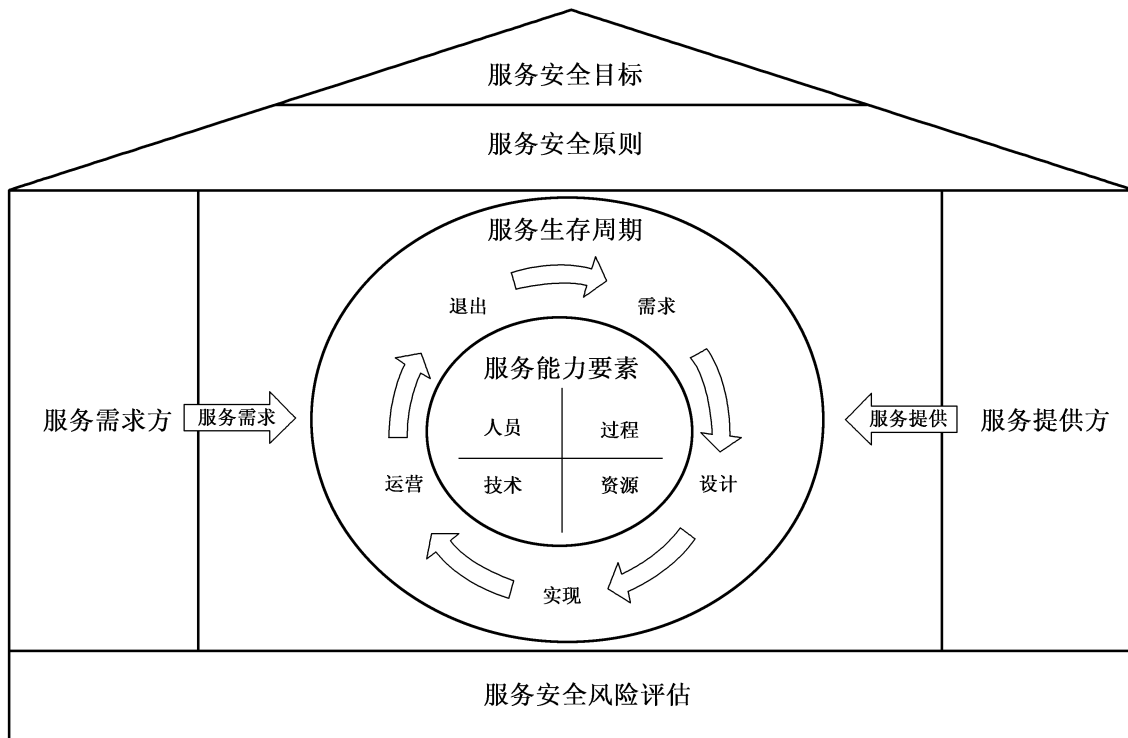 服务安全目标
服务安全原则
服务生存周期
退出
需求
服务能力要素
服务需求方
服务需求
人员
过程
服务提供
服务提供方
运营
技术
资源
设计
实现
服务安全风险评估